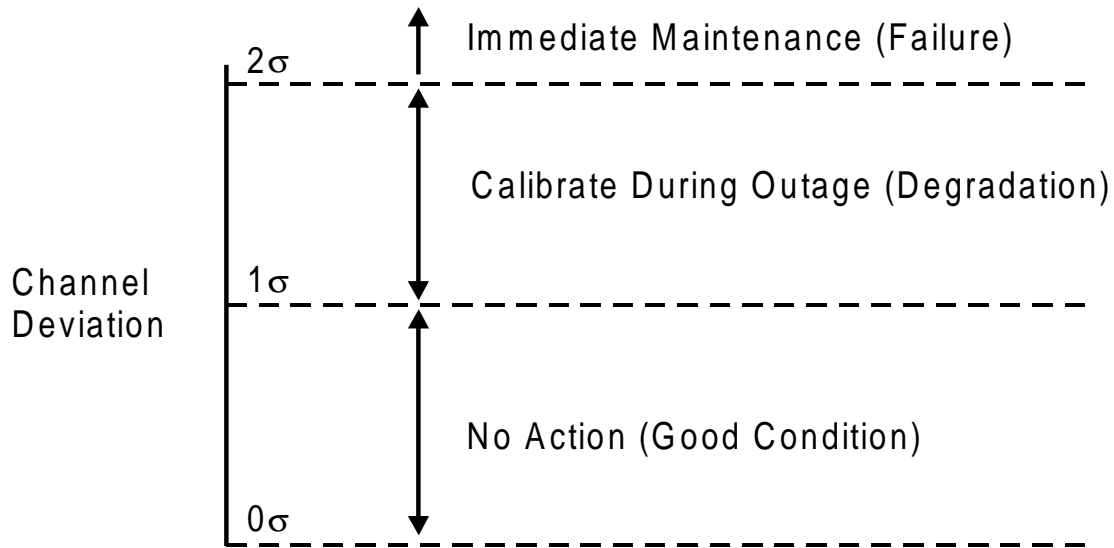 Immediate Maintenance (Failure)
2σ
Calibrate During Outage (Degradation)
1σ
Channel
Deviation
No Action (Good Condition)
0σ